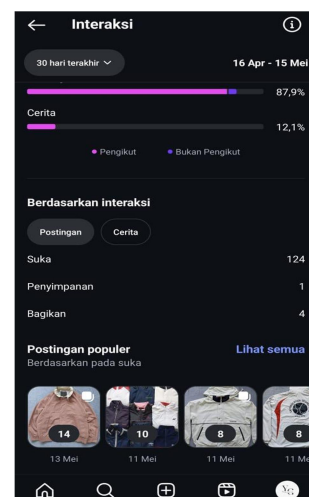 Interaksi
30 hari terakhir
16 Apr - 15 Mei
87,9%
Cerita
12,1%
Pengikut
Bukan Pengikut
Berdasarkan interaksi
Postingan
Cerita
Suka 124
Penyimpanan 1
Bagikan 4
Postingan populer
Lihat semua
Berdasarkan pada suka
14 10 8 8
13 Mei 11 Mei 11 Mei 11 Me